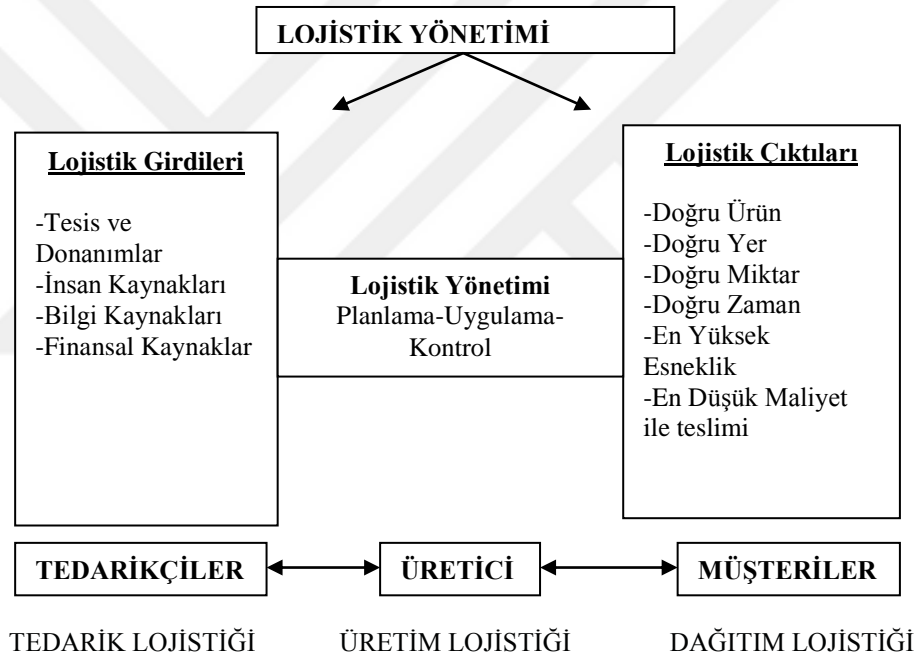 LOJİSTİK YÖNETİMİ
Lojistik Girdileri
-Tesis ve
Donanımlar
-İnsan Kaynakları
-Bilgi Kaynakları
-Finansal Kaynaklar
Lojistik Yönetimi
Planlama-Uygulama-
Kontrol
Lojistik Çıktıları
-Doğru Ürün
-Doğru Yer
-Doğru Miktar
-Doğru Zaman
-En Yüksek
Esneklik
-En Düşük Maliyet
ile teslimi
TEDARİKÇİLER
ÜRETİCİ
MÜŞTERİLER
TEDARİK LOJİSTİĞİ
ÜRETİM LOJİSTİĞİ
DAĞITIM LOJİSTİĞİ